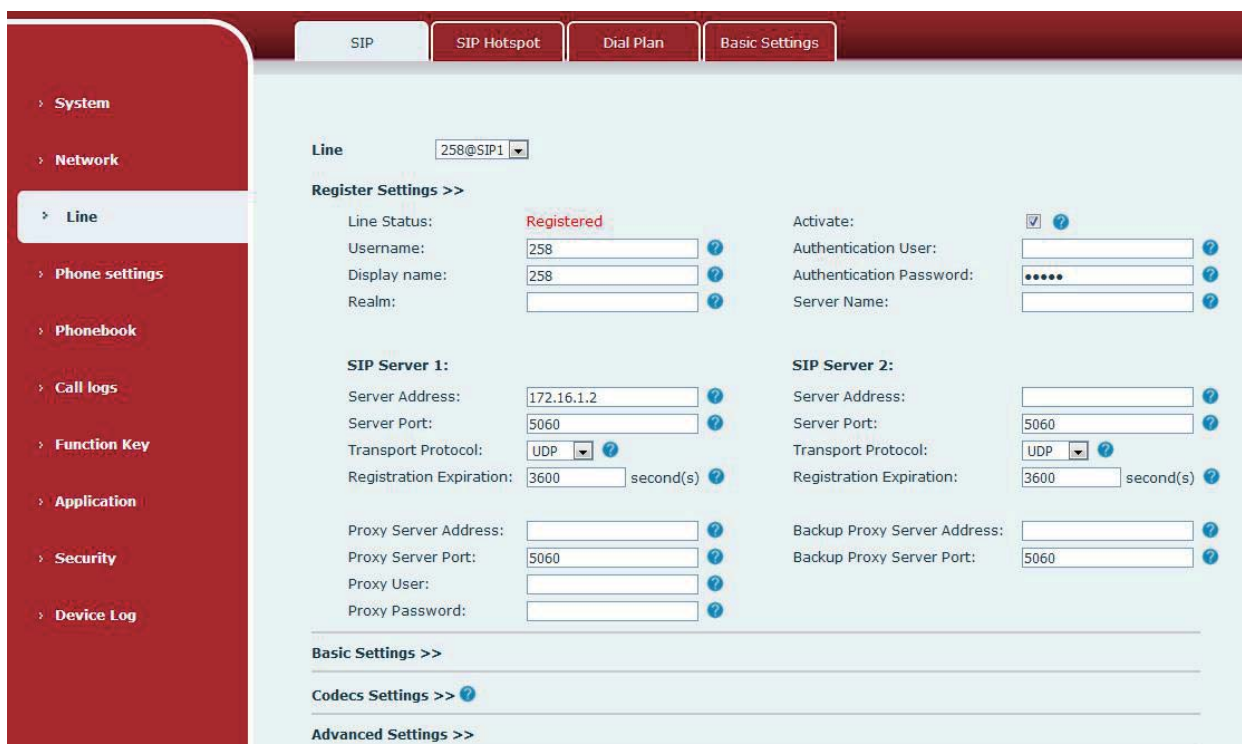 SIP
SIP Hotspot
Dial Plan
Basic Settings
› System
› Network
› Line
› Phone settings
› Phonebook
› Call logs
› Function Key
› Application
› Security
› Device Log
Line 258@SIP1
Register Settings >>
Line Status: Registered Activate:
Username: 258 Authentication User:
Display name: 258 Authentication Password: •••••
Realm: Server Name:
SIP Server 1: SIP Server 2:
Server Address: 172.16.1.2 Server Address:
Server Port: 5060 Server Port: 5060
Transport Protocol: UDP Transport Protocol: UDP
Registration Expiration: 3600 second(s) Registration Expiration: 3600 second(s)
Proxy Server Address: Backup Proxy Server Address:
Proxy Server Port: 5060 Backup Proxy Server Port: 5060
Proxy User:
Proxy Password:
Basic Settings >>
Codecs Settings >>
Advanced Settings >>